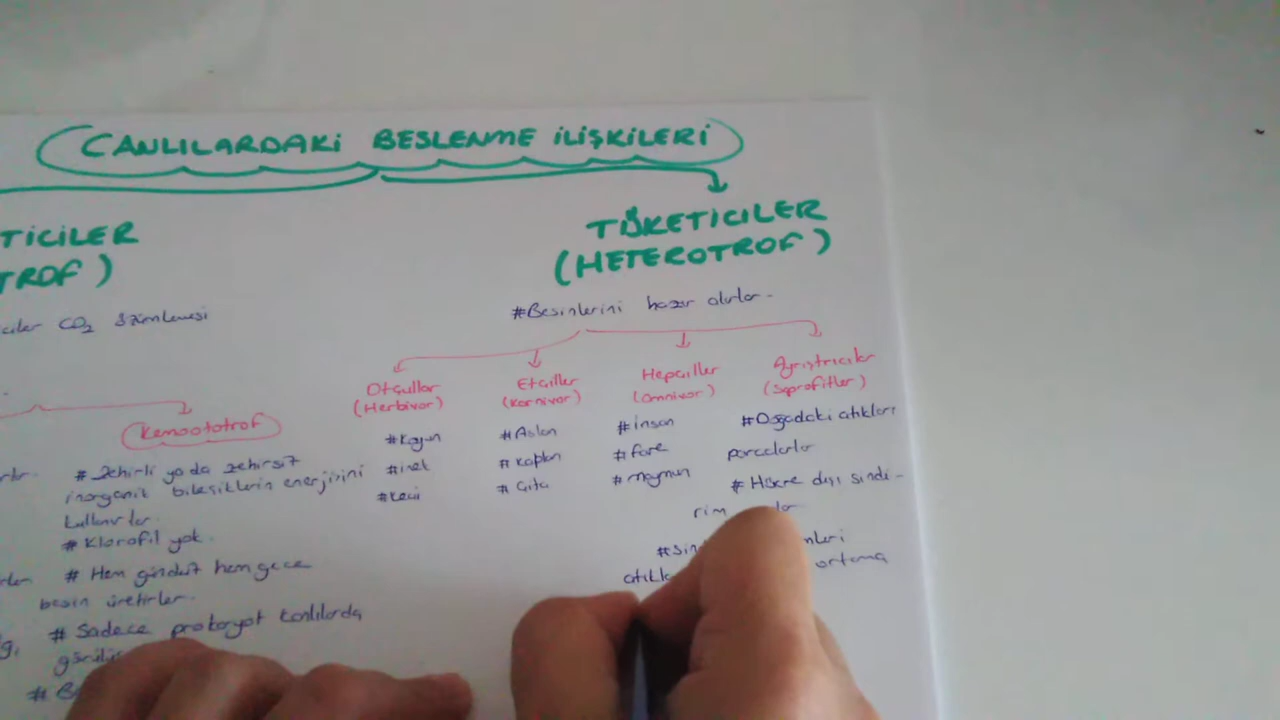 CANLILARDAKİ BESLENME İLİŞKİLERİ
TİCİLER
TROF)
ciler CO2 özümlemesi
Kemoototrof
# Zehirli ya da zehirsiz
inorganik bileşiklerin enerjisini
kullanırlar.
# Klorofil yok.
# Hem gündüz hem gece
besin üretirler.
# Sadece prokaryot canlılarda
TÜKETİCİLER
(HETEROTROF)
#Besinlerini hazır alırlar.
Otçullar
(Herbivor)
#Koyun
#inek
#keçi
Etçiller
(Karnivor)
#Aslan
#kaplan
#Çita
Hepçiller
(Omnivor)
#insan
#fare
#maymun
Ayrıştırıcılar
(Saprofitler)
#Doğadaki atıkları
parçalarlar
# Hücre dışı sindi-
rim
ortama